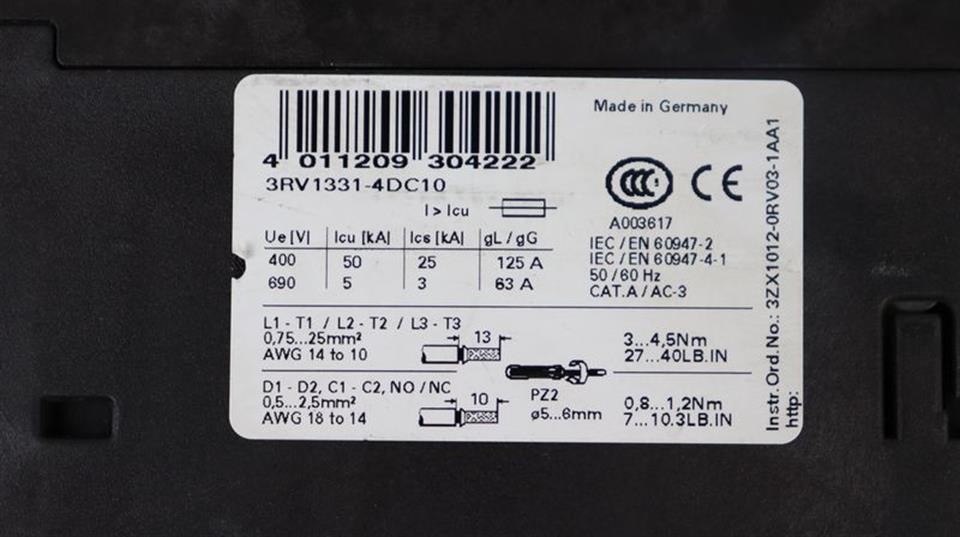 Made in Germany
4 011209 304222
3RV1331-4DC10
I > Icu
CCC CE
A003617
IEC / EN 60947-2
IEC / EN 60947-4-1
50 / 60 Hz
CAT.A / AC-3
Ue [V] Icu [kA] Ics [kA] gL / gG
400 50 25 125 A
690 5 3 63 A
L1 - T1 / L2 - T2 / L3 - T3
0,75...25mm²
AWG 14 to 10
13
3...4,5Nm
27...40LB.IN
D1 - D2, C1 - C2, NO / NC
0,5...2,5mm²
AWG 18 to 14
10
PZ2
ø5...6mm
0,8...1,2Nm
7...10.3LB.IN
Instr. Ord.No.: 3ZX1012-0RV03-1AA1
http: